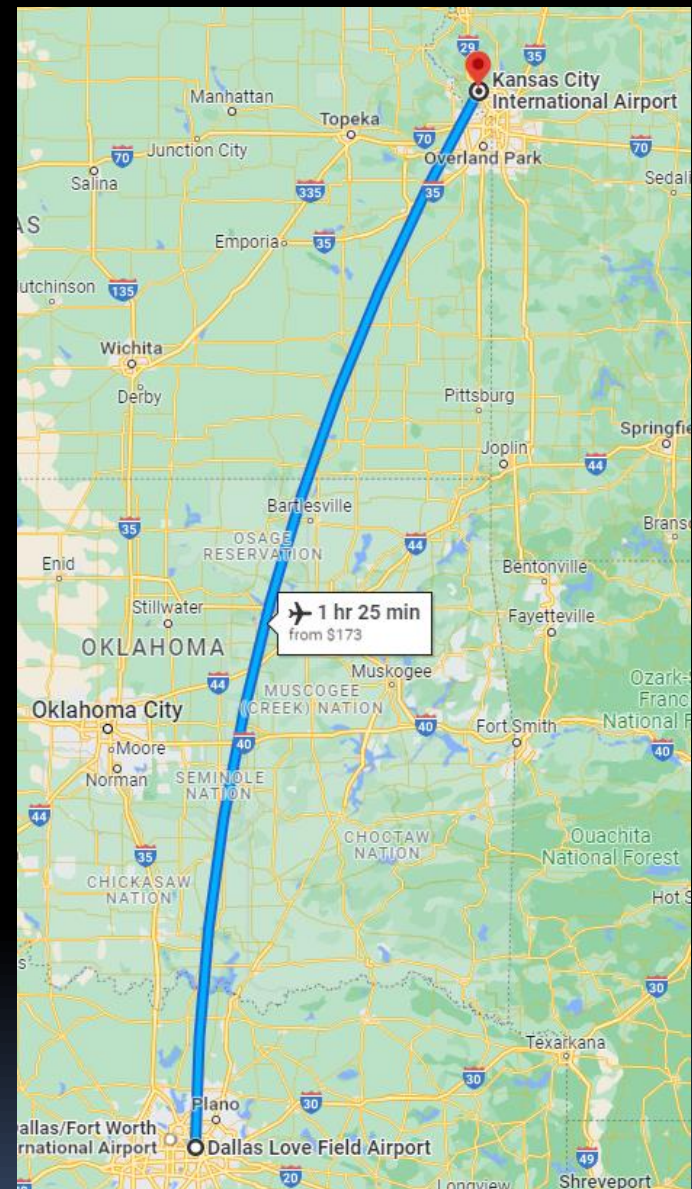 29
35
Kansas City
International Airport
Manhattan
Topeka
70
Junction City
70
Overland Park
70
Salina
335
35
Sedali
AS
Emporia
35
utchinson
135
Wichita
Derby
Pittsburg
Springfie
Joplin
44
Bartlesville
35
OSAGE
RESERVATION
44
Brans
Enid
Bentonville
Stillwater
1 hr 25 min
from $173
Fayetteville
OKLAHOMA
44
Muskogee
Ozark-
Franc
National F
MUSCOGEE
(CREEK) NATION
Oklahoma City
40
40
Fort Smith
40
Moore
Norman
SEMINOLE
NATION
44
CHOCTAW
NATION
Ouachita
National Forest
35
CHICKASAW
NATION
Hot S
s
30
Texarkana
30
Plano
30
allas/Fort Worth
rnational Airport
Dallas Love Field Airport
20
49
Longview
Shreveport